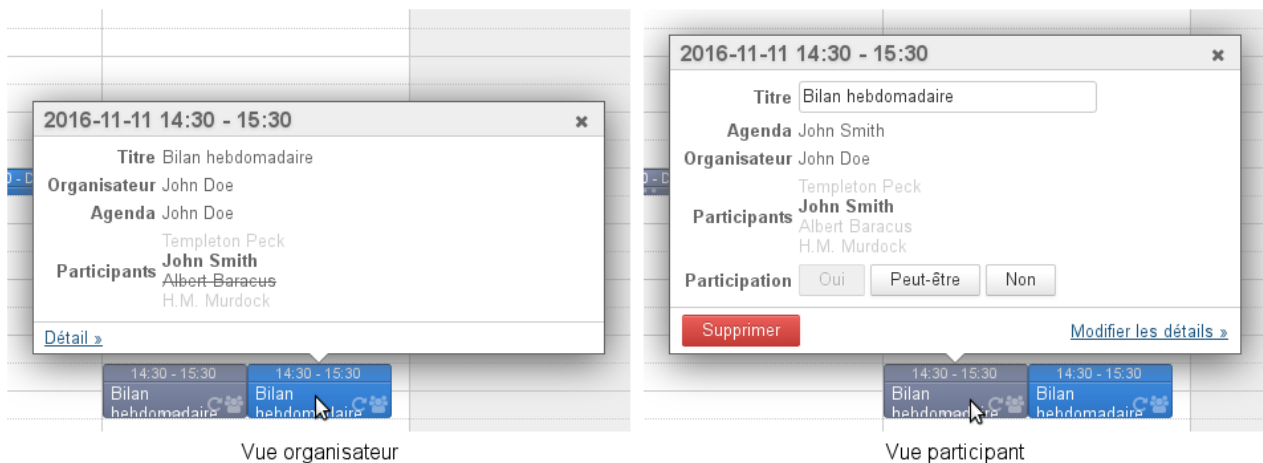 2016-11-11 14:30 - 15:30
Titre Bilan hebdomadaire
Organisateur John Doe
Agenda John Doe
Participants
Templeton Peck
John Smith
Albert Baracus
H.M. Murdock
Détail »
14:30 - 15:30
Bilan
hebdomadaire
14:30 - 15:30
Bilan
hebdomadaire
Vue organisateur
2016-11-11 14:30 - 15:30
Titre Bilan hebdomadaire
Agenda John Smith
Organisateur John Doe
Participants
Templeton Peck
John Smith
Albert Baracus
H.M. Murdock
Participation Oui Peut-être Non
Supprimer Modifier les détails »
14:30 - 15:30
Bilan
hebdomadaire
14:30 - 15:30
Bilan
hebdomadaire
Vue participant